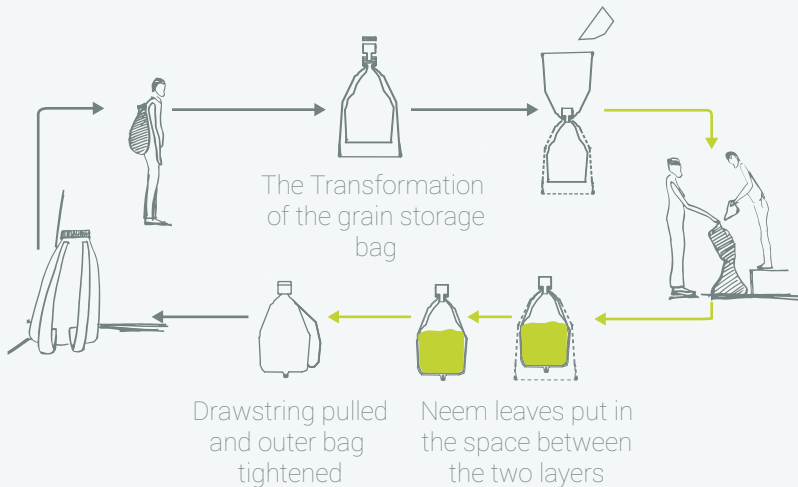 The Transformation
of the grain storage
bag
Drawstring pulled
and outer bag
tightened
Neem leaves put in
the space between
the two layers